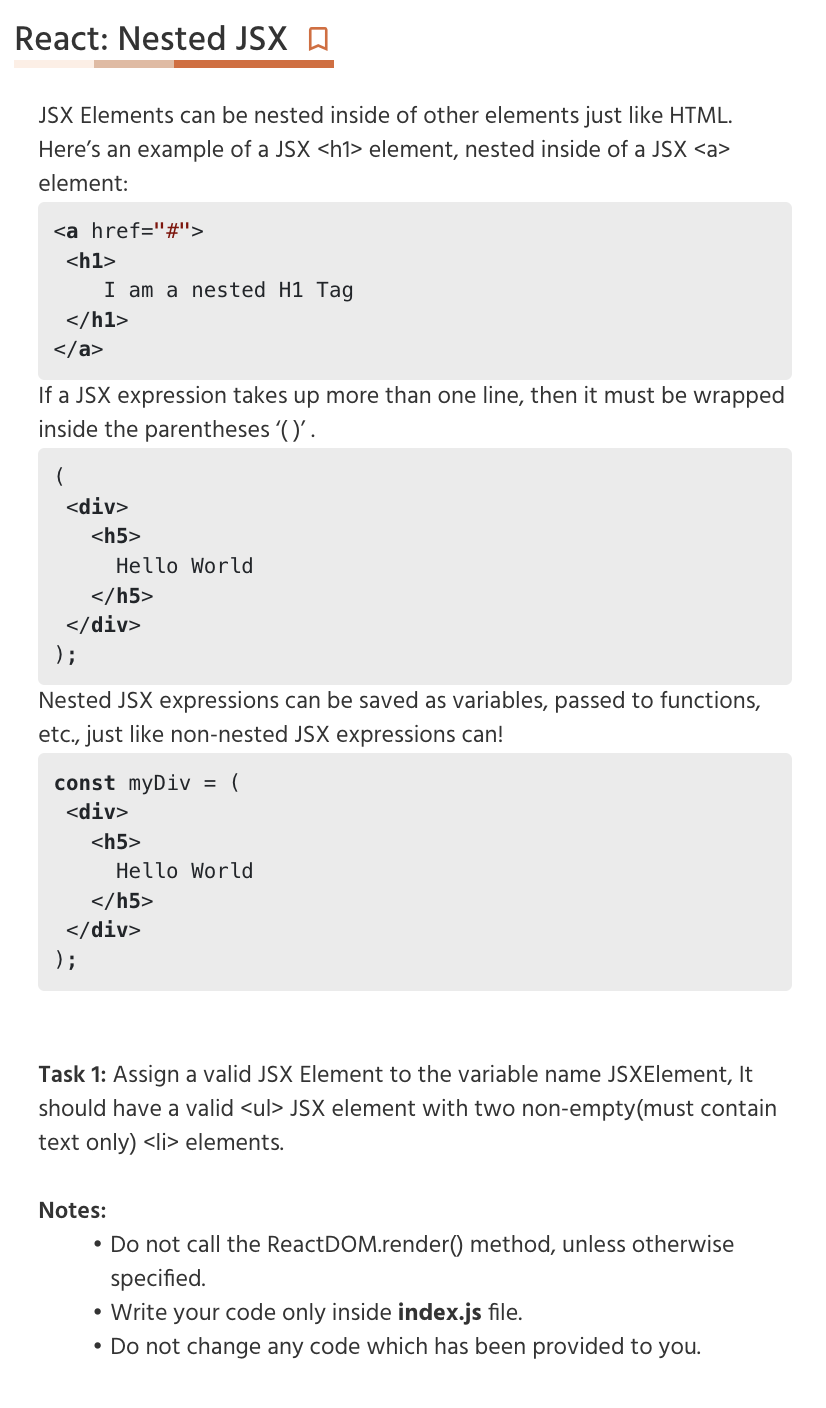 React: Nested JSX
JSX Elements can be nested inside of other elements just like HTML.
Here’s an example of a JSX <h1> element, nested inside of a JSX <a>
element:
<a href="#">
 <h1>
    I am a nested H1 Tag
 </h1>
</a>
If a JSX expression takes up more than one line, then it must be wrapped
inside the parentheses ‘( )’ .
(
 <div>
   <h5>
     Hello World
   </h5>
 </div>
);
Nested JSX expressions can be saved as variables, passed to functions,
etc., just like non-nested JSX expressions can!
const myDiv = (
 <div>
   <h5>
     Hello World
   </h5>
 </div>
);
Task 1: Assign a valid JSX Element to the variable name JSXElement, It
should have a valid <ul> JSX element with two non-empty(must contain
text only) <li> elements.
Notes:
• Do not call the ReactDOM.render() method, unless otherwise
specified.
• Write your code only inside index.js file.
• Do not change any code which has been provided to you.